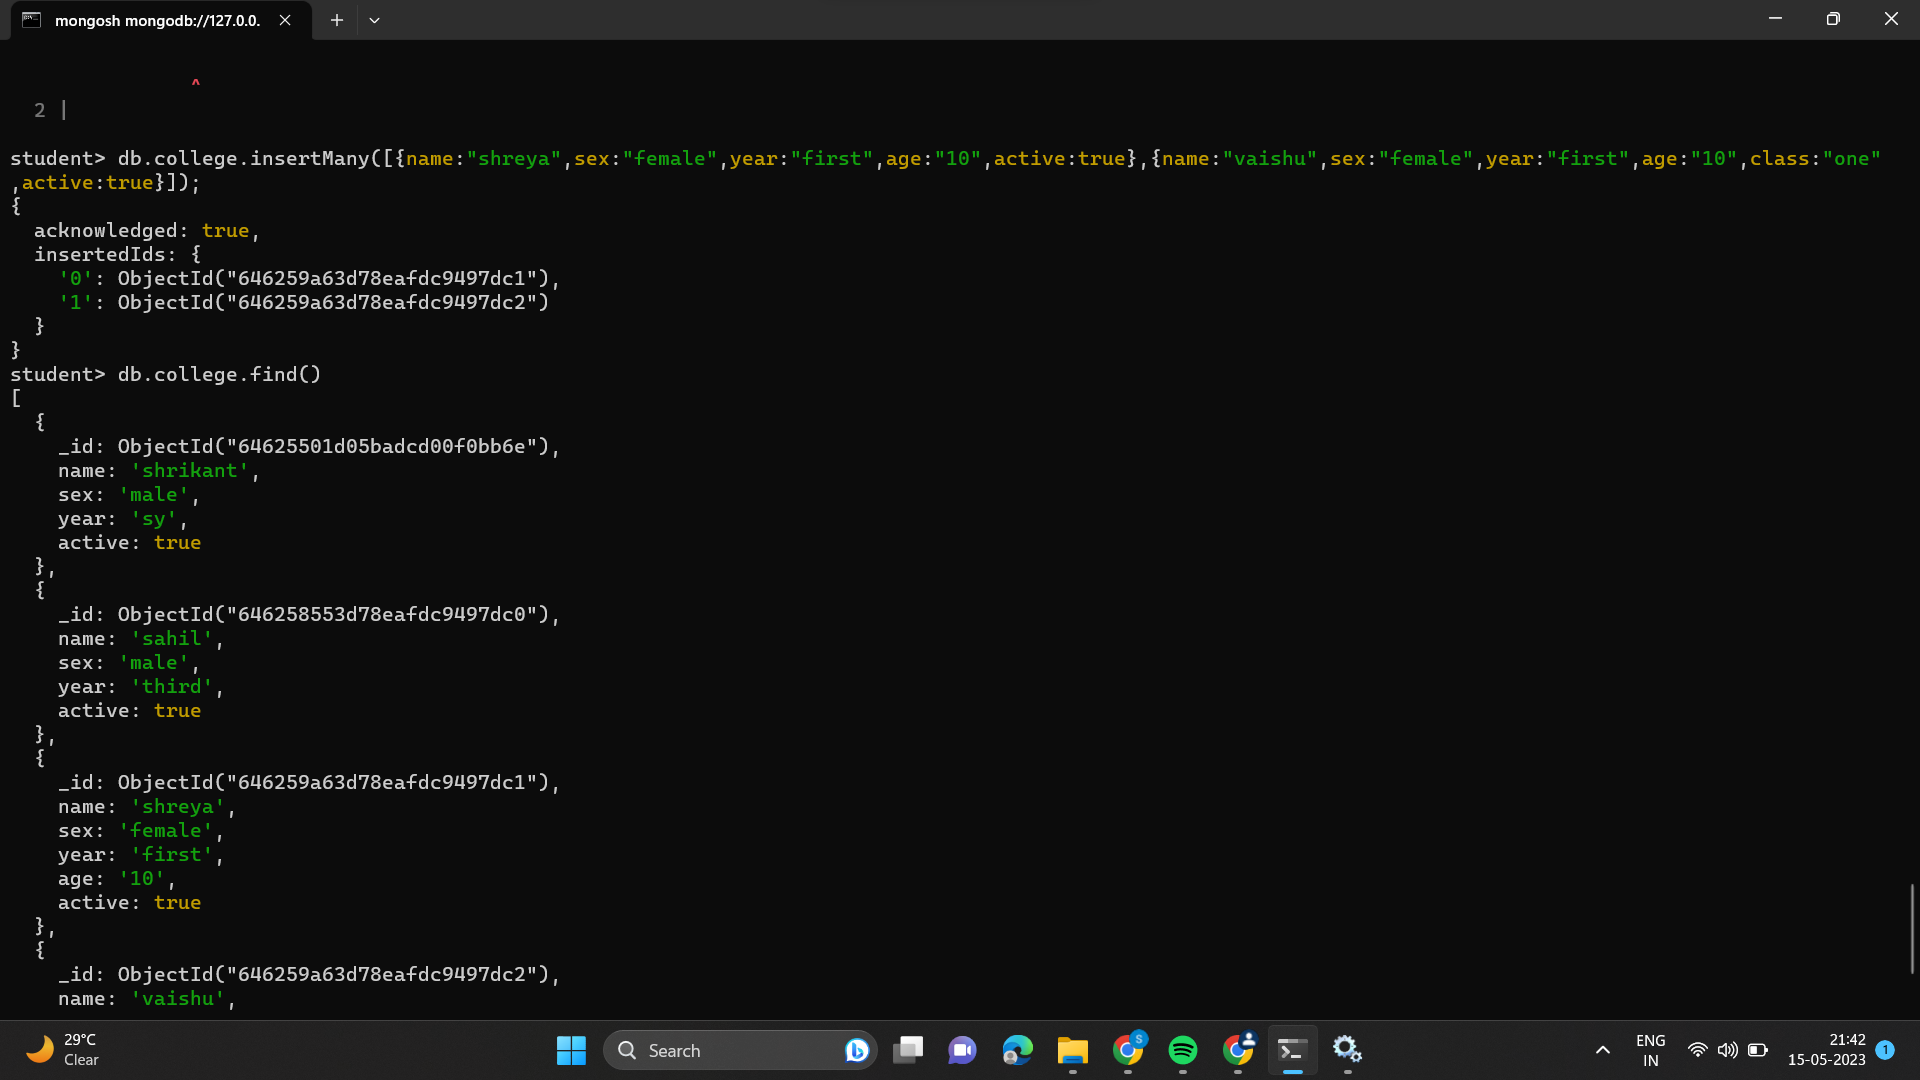 mongosh mongodb://127.0.0.
^
2 |
student> db.college.insertMany([{name:"shreya",sex:"female",year:"first",age:"10",active:true},{name:"vaishu",sex:"female",year:"first",age:"10",class:"one"
,active:true}]);
{
  acknowledged: true,
  insertedIds: {
    '0': ObjectId("646259a63d78eafdc9497dc1"),
    '1': ObjectId("646259a63d78eafdc9497dc2")
  }
}
student> db.college.find()
[
  {
    _id: ObjectId("64625501d05badcd00f0bb6e"),
    name: 'shrikant',
    sex: 'male',
    year: 'sy',
    active: true
  },
  {
    _id: ObjectId("646258553d78eafdc9497dc0"),
    name: 'sahil',
    sex: 'male',
    year: 'third',
    active: true
  },
  {
    _id: ObjectId("646259a63d78eafdc9497dc1"),
    name: 'shreya',
    sex: 'female',
    year: 'first',
    age: '10',
    active: true
  },
  {
    _id: ObjectId("646259a63d78eafdc9497dc2"),
    name: 'vaishu',
29°C
Clear
Search
S
ENG
IN
21:42
15-05-2023
1